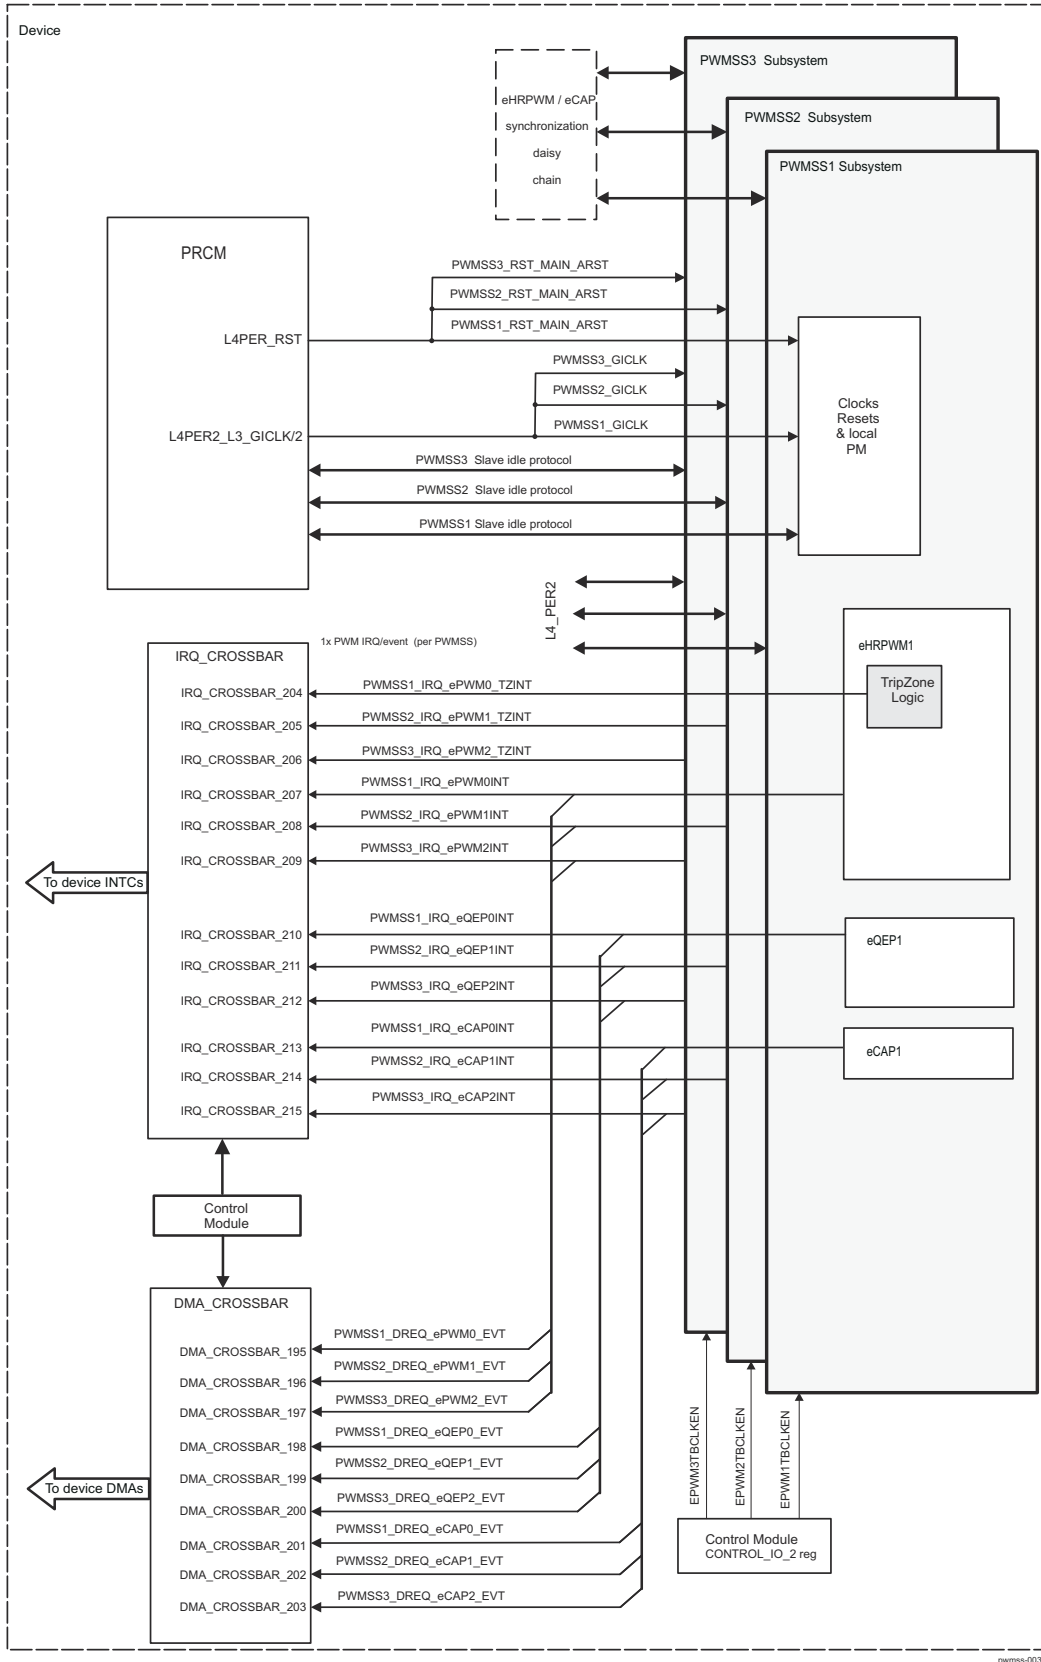 Device
PWMSS3 Subsystem
PWMSS2 Subsystem
PWMSS1 Subsystem
eHRPWM / eCAP
synchronization
daisy
chain
PRCM
PWMSS3_RST_MAIN_ARST
PWMSS2_RST_MAIN_ARST
PWMSS1_RST_MAIN_ARST
L4PER_RST
PWMSS3_GICLK
PWMSS2_GICLK
PWMSS1_GICLK
L4PER2_L3_GICLK/2
Clocks
Resets
& local
PM
PWMSS3 Slave idle protocol
PWMSS2 Slave idle protocol
PWMSS1 Slave idle protocol
L4_PER2
1x PWM IRQ/event (per PWMSS)
IRQ_CROSSBAR
eHRPWM1
TripZone
Logic
IRQ_CROSSBAR_204
PWMSS1_IRQ_ePWM0_TZINT
IRQ_CROSSBAR_205
PWMSS2_IRQ_ePWM1_TZINT
IRQ_CROSSBAR_206
PWMSS3_IRQ_ePWM2_TZINT
IRQ_CROSSBAR_207
PWMSS1_IRQ_ePWM0INT
IRQ_CROSSBAR_208
PWMSS2_IRQ_ePWM1INT
IRQ_CROSSBAR_209
PWMSS3_IRQ_ePWM2INT
To device INTCs
IRQ_CROSSBAR_210
PWMSS1_IRQ_eQEP0INT
eQEP1
IRQ_CROSSBAR_211
PWMSS2_IRQ_eQEP1INT
IRQ_CROSSBAR_212
PWMSS3_IRQ_eQEP2INT
IRQ_CROSSBAR_213
PWMSS1_IRQ_eCAP0INT
eCAP1
IRQ_CROSSBAR_214
PWMSS2_IRQ_eCAP1INT
IRQ_CROSSBAR_215
PWMSS3_IRQ_eCAP2INT
Control
Module
DMA_CROSSBAR
DMA_CROSSBAR_195
PWMSS1_DREQ_ePWM0_EVT
DMA_CROSSBAR_196
PWMSS2_DREQ_ePWM1_EVT
DMA_CROSSBAR_197
PWMSS3_DREQ_ePWM2_EVT
DMA_CROSSBAR_198
PWMSS1_DREQ_eQEP0_EVT
DMA_CROSSBAR_199
PWMSS2_DREQ_eQEP1_EVT
DMA_CROSSBAR_200
PWMSS3_DREQ_eQEP2_EVT
DMA_CROSSBAR_201
PWMSS1_DREQ_eCAP0_EVT
DMA_CROSSBAR_202
PWMSS2_DREQ_eCAP1_EVT
DMA_CROSSBAR_203
PWMSS3_DREQ_eCAP2_EVT
To device DMAs
EPWM3TBCLKEN
EPWM2TBCLKEN
EPWM1TBCLKEN
Control Module
CONTROL_IO_2 reg
pwmss-003